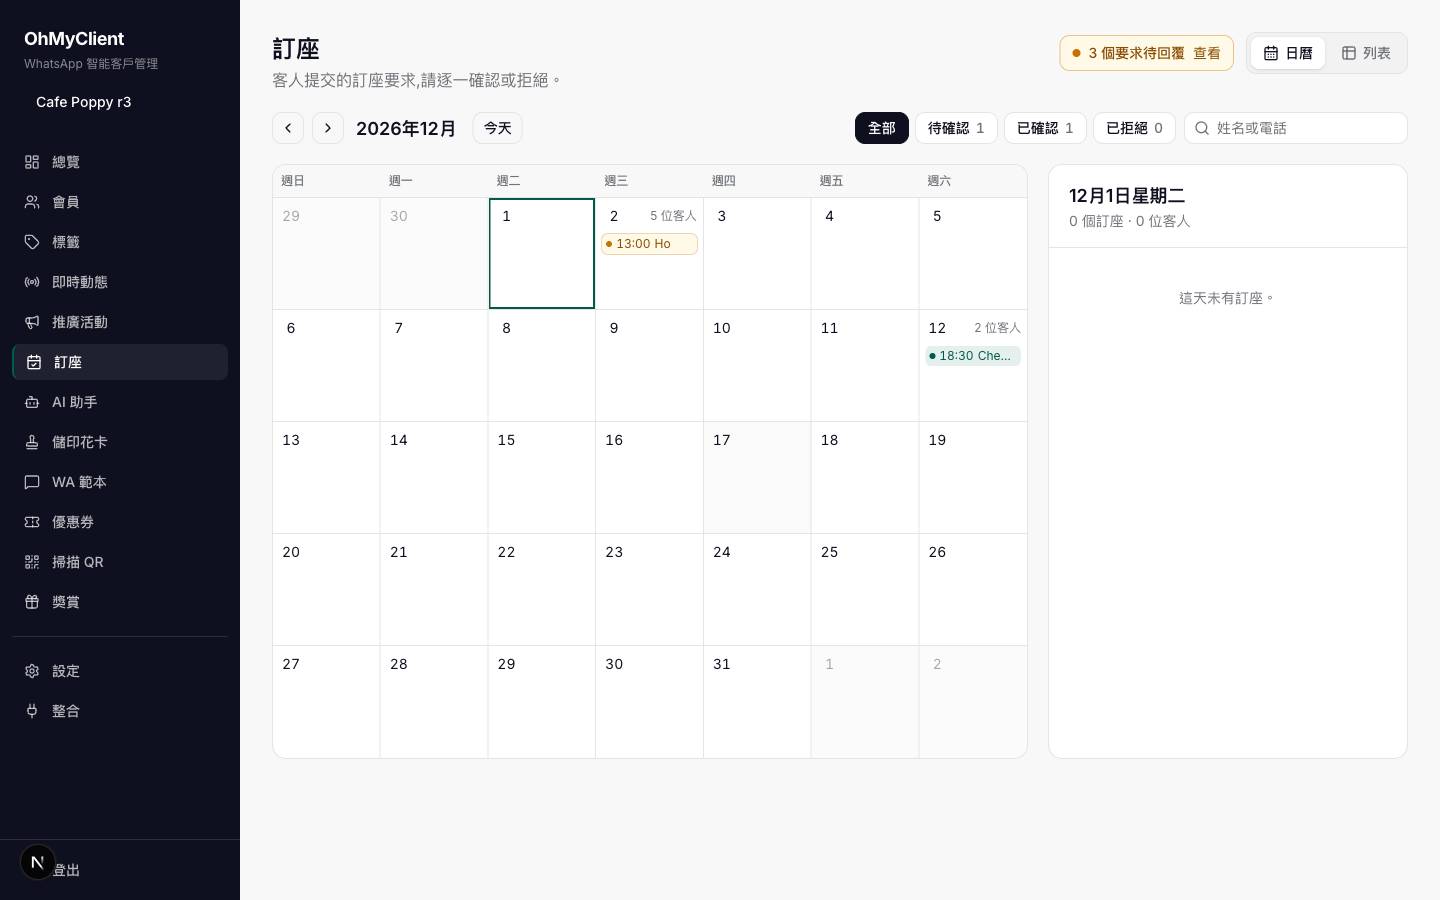 OhMyClient
WhatsApp 智能客戶管理
Cafe Poppy r3
總覽
會員
標籤
即時動態
推廣活動
訂座
AI 助手
儲印花卡
WA 範本
優惠券
掃描 QR
獎賞
設定
整合
N
登出
訂座
客人提交的訂座要求,請逐一確認或拒絕。
3 個要求待回覆 查看
日曆 列表
2026年12月 今天
全部 待確認 1 已確認 1 已拒絕 0 姓名或電話
週日 週一 週二 週三 週四 週五 週六
29 30 1 2 5 位客人 3 4 5
13:00 Ho
6 7 8 9 10 11 12 2 位客人
18:30 Che...
13 14 15 16 17 18 19
20 21 22 23 24 25 26
27 28 29 30 31 1 2
12月1日星期二
0 個訂座 · 0 位客人
這天未有訂座。